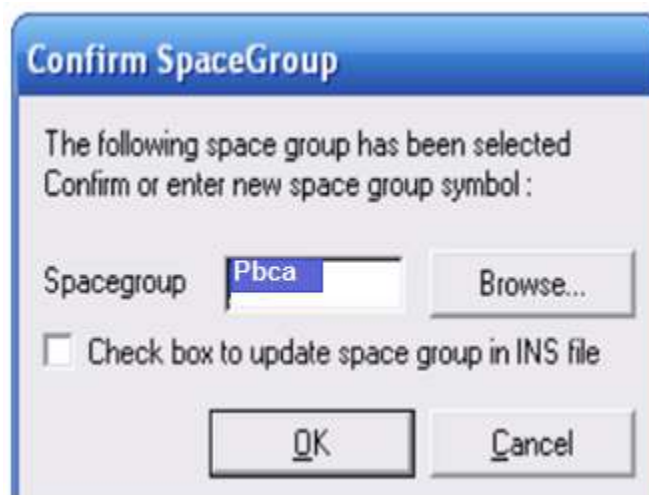 Confirm SpaceGroup
The following space group has been selected
Confirm or enter new space group symbol :
Spacegroup Pbca Browse...
Check box to update space group in INS file
OK Cancel